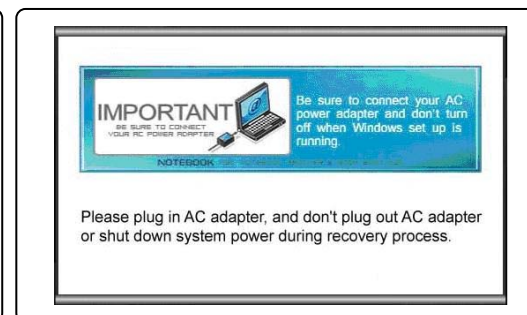 IMPORTANT
BE SURE TO CONNECT
YOUR AC POWER ADAPTER
Be sure to connect your AC
power adapter and don't turn
off when Windows set up is
running.
NOTEBOOK
Please plug in AC adapter, and don't plug out AC adapter
or shut down system power during recovery process.